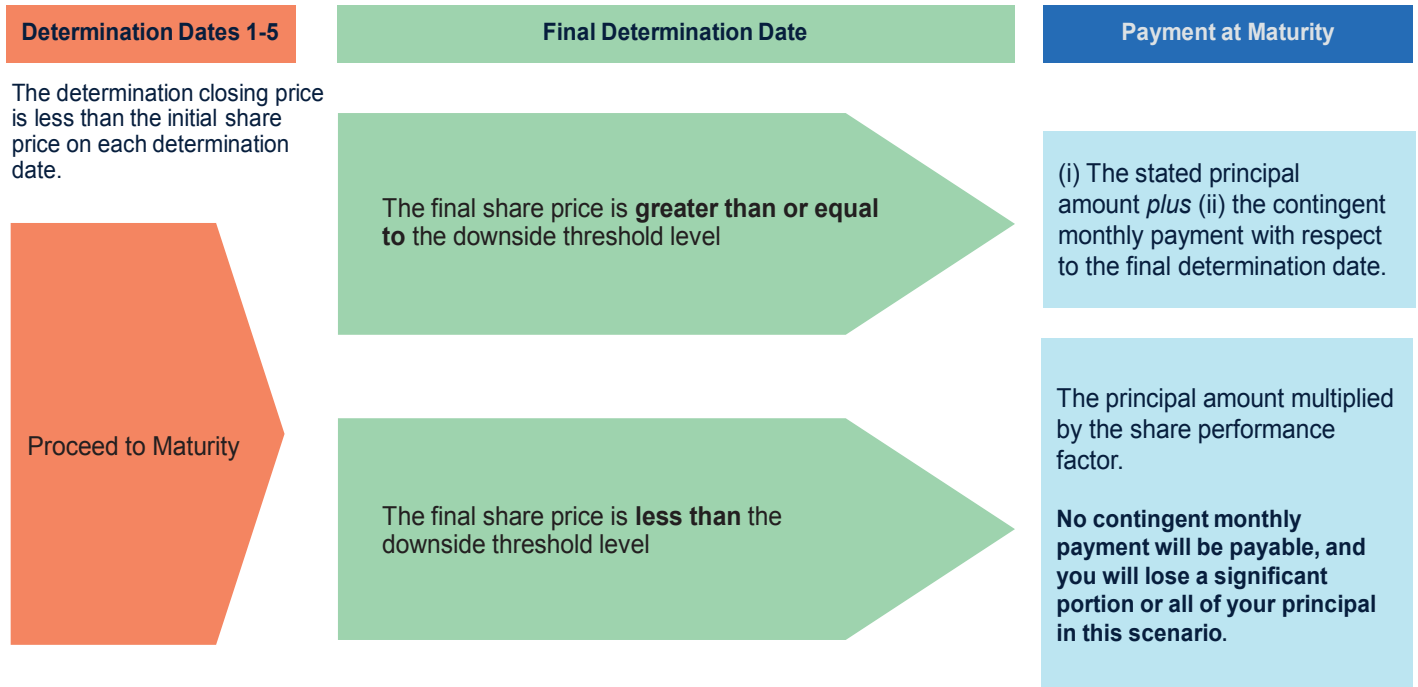 Determination Dates 1-5
Final Determination Date
Payment at Maturity
The determination closing price
is less than the initial share
price on each determination
date.
Proceed to Maturity
The final share price is greater than or equal
to the downside threshold level
(i) The stated principal
amount plus (ii) the contingent
monthly payment with respect
to the final determination date.
The final share price is less than the
downside threshold level
The principal amount multiplied
by the share performance
factor.
No contingent monthly
payment will be payable, and
you will lose a significant
portion or all of your principal
in this scenario.